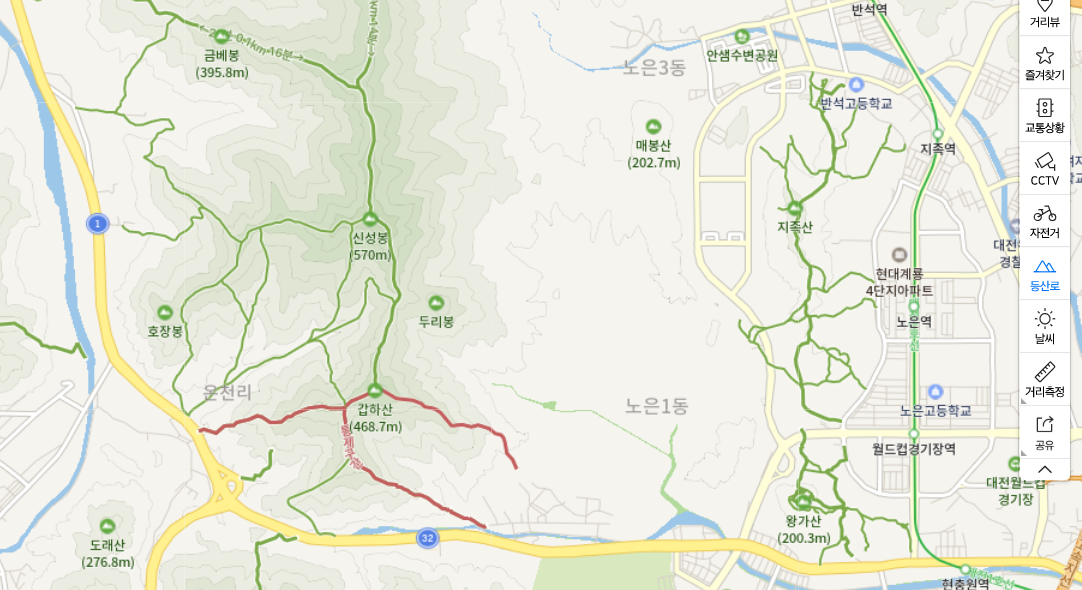 반석역
거리뷰
0.1km 16분
금베봉
(395.8m)
안샘수변공원
노은3동
즐겨찾기
반석고등학교
교통상황
매봉산
(202.7m)
지족역
CCTV
1
지족산
자전거
신성봉
(570m)
현대계룡
4단지아파트
등산로
호장봉
두리봉
노은역
날씨
온천리
갑하산
(468.7m)
노은1동
노은고등학교
거리측정
월드컵경기장역
공유
대전월드컵
경기장
왕가산
(200.3m)
도래산
(276.8m)
32
현충원역